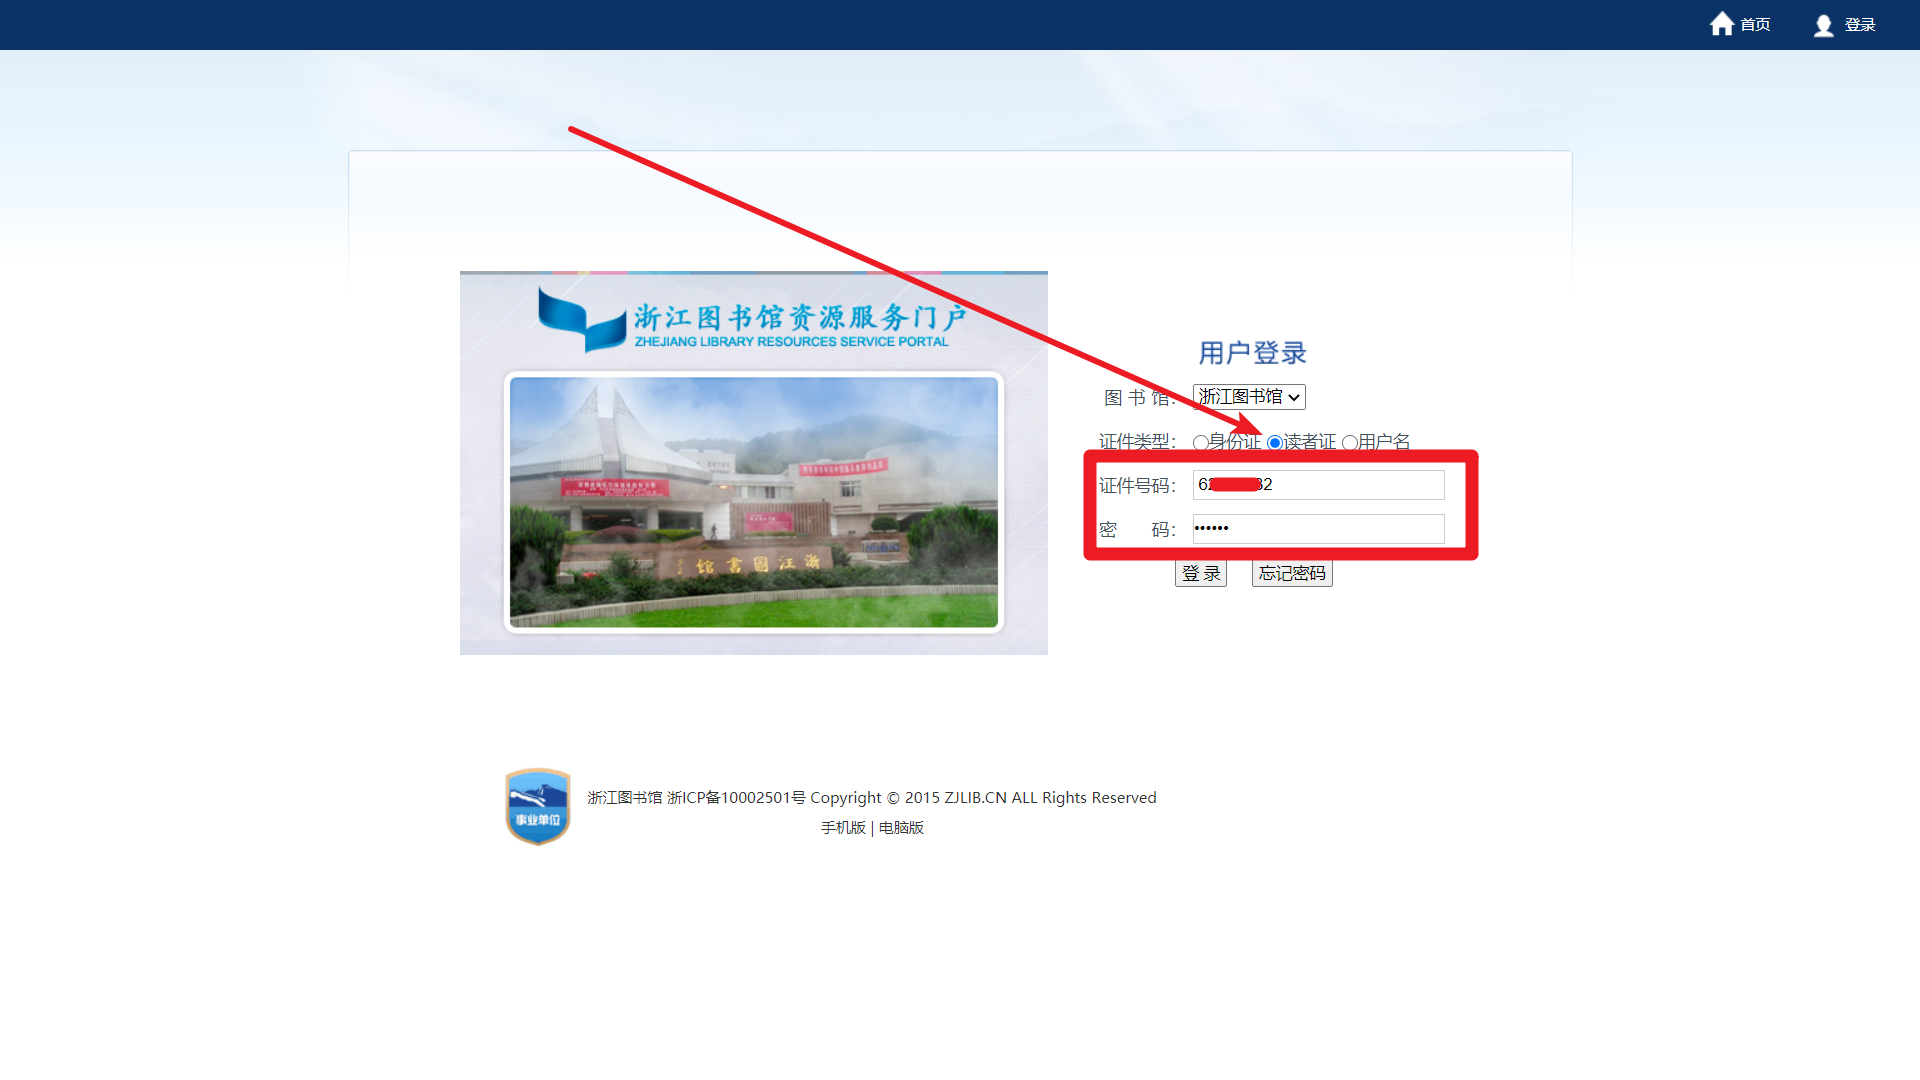 首页
登录
浙江图书馆资源服务门户
ZHEJIANG LIBRARY RESOURCES SERVICE PORTAL
浙江图書馆
用户登录
图 书 馆： 浙江图书馆
证件类型： 身份证 读者证 用户名
证件号码： 62 32
密 码： ••••••
登 录 忘记密码
事业单位
浙江图书馆 浙ICP备10002501号 Copyright © 2015 ZJLIB.CN ALL Rights Reserved
手机版 | 电脑版